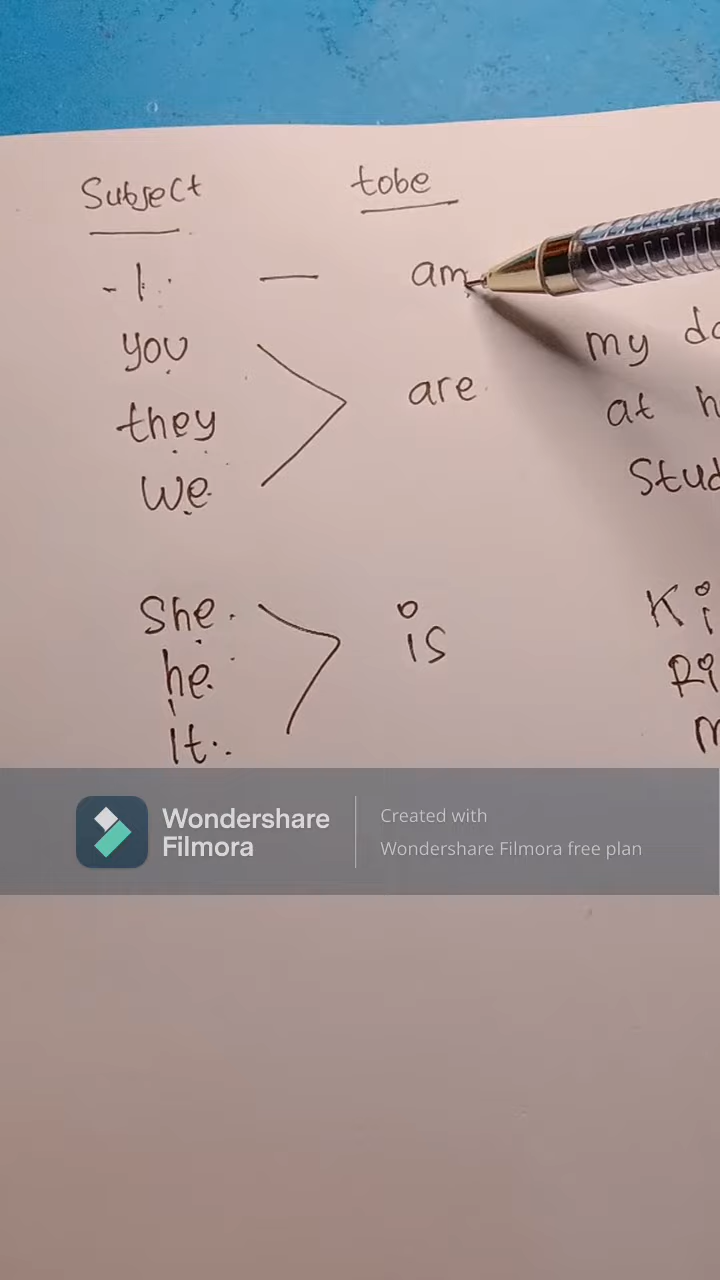 Subject tobe
- I. — am
you
my
are
they
at
we
She.
is
he.
It.
Wondershare
Filmora
Created with
Wondershare Filmora free plan